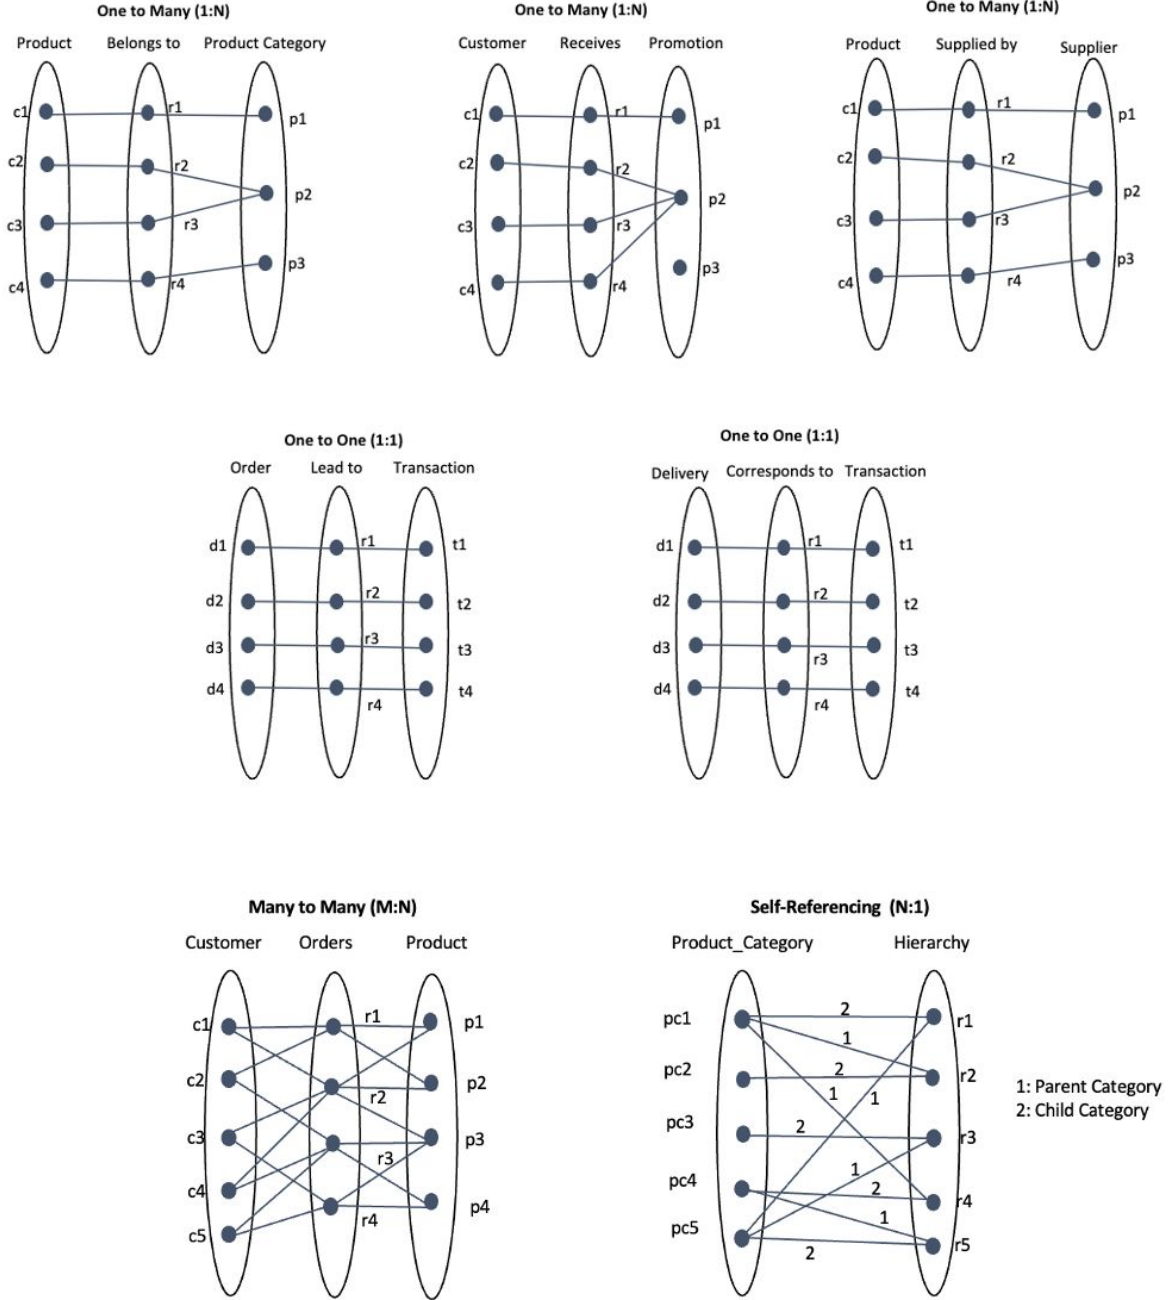 One to Many (1:N)
Product Belongs to Product Category
c1 r1 p1
c2 r2 p2
c3 r3
c4 r4 p3
One to Many (1:N)
Customer Receives Promotion
c1 r1 p1
c2 r2 p2
c3 r3
c4 r4 p3
One to Many (1:N)
Product Supplied by Supplier
c1 r1 p1
c2 r2 p2
c3 r3
c4 r4 p3
One to One (1:1)
Order Lead to Transaction
d1 r1 t1
d2 r2 t2
d3 r3 t3
d4 r4 t4
One to One (1:1)
Delivery Corresponds to Transaction
d1 r1 t1
d2 r2 t2
d3 r3 t3
d4 r4 t4
Many to Many (M:N)
Customer Orders Product
c1 r1 p1
c2 r2 p2
c3 r3 p3
c4 r4 p4
c5
Self-Referencing (N:1)
Product_Category Hierarchy
pc1 2 r1
1
pc2 2 r2
1 1
pc3 2 r3
1
pc4 2 r4
1
pc5 2 r5
1: Parent Category
2: Child Category